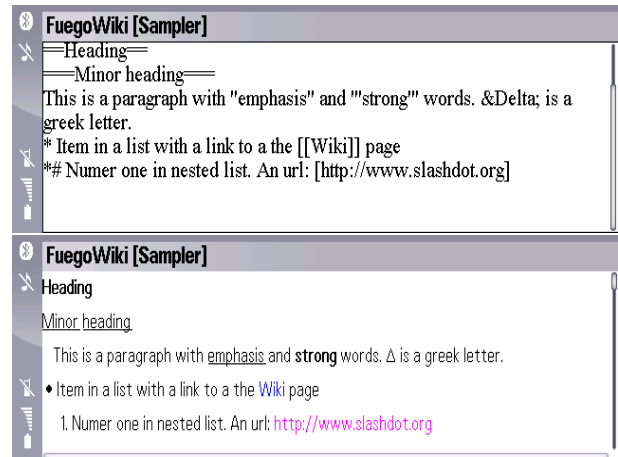 FuegoWiki [Sampler]
==Heading==
===Minor heading===
This is a paragraph with ''emphasis'' and '''strong''' words. &Delta; is a
greek letter.
* Item in a list with a link to a the [[Wiki]] page
*# Numer one in nested list. An url: [http://www.slashdot.org]
FuegoWiki [Sampler]
Heading
Minor heading
This is a paragraph with emphasis and strong words. Δ is a greek letter.
• Item in a list with a link to a the Wiki page
1. Numer one in nested list. An url: http://www.slashdot.org